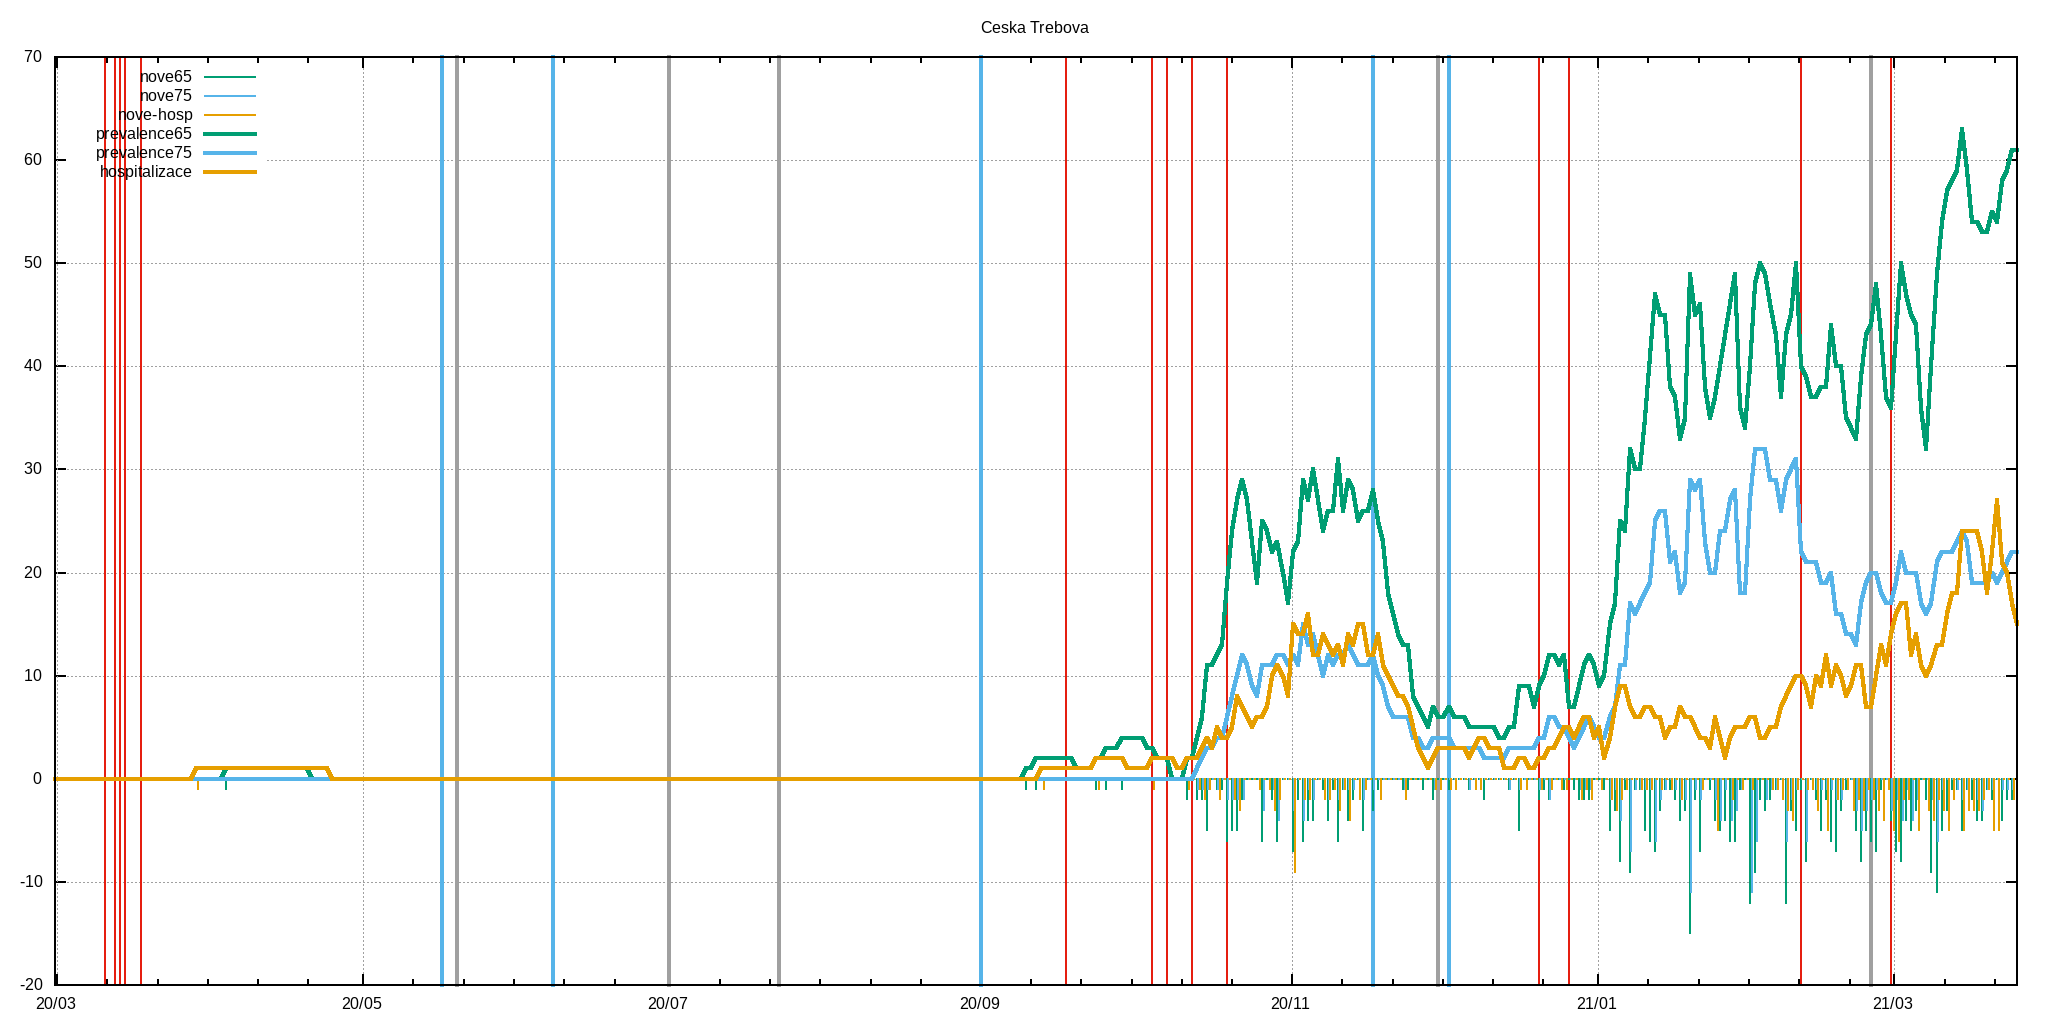 Ceska Trebova
70
60
50
40
30
20
10
0
-10
-20
nove65
nove75
nove-hosp
prevalence65
prevalence75
hospitalizace
20/03 20/05 20/07 20/09 20/11 21/01 21/03